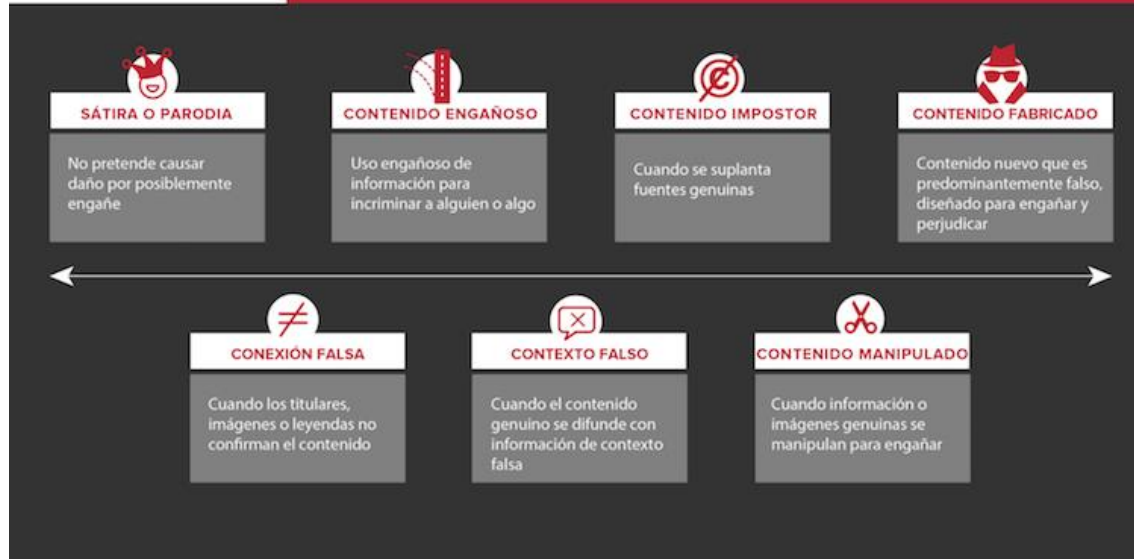 SÁTIRA O PARODIA
No pretende causar
daño por posiblemente
engañe
CONTENIDO ENGAÑOSO
Uso engañoso de
información para
incriminar a alguien o algo
CONTENIDO IMPOSTOR
Cuando se suplanta
fuentes genuinas
CONTENIDO FABRICADO
Contenido nuevo que es
predominantemente falso,
diseñado para engañar y
perjudicar
CONEXIÓN FALSA
Cuando los titulares,
imágenes o leyendas no
confirman el contenido
CONTEXTO FALSO
Cuando el contenido
genuino se difunde con
información de contexto
falsa
CONTENIDO MANIPULADO
Cuando información o
imágenes genuinas se
manipulan para engañar